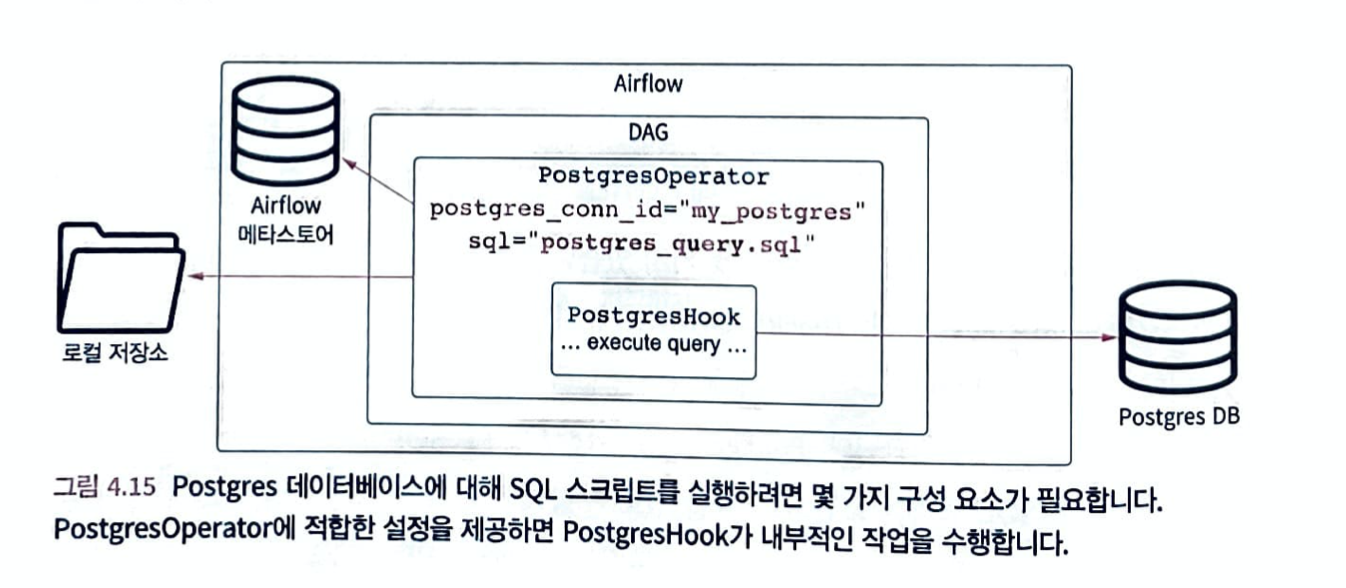 Airflow
DAG
PostgresOperator
postgres_conn_id="my_postgres"
sql="postgres_query.sql"
Airflow
메타스토어
PostgresHook
... execute query ...
로컬 저장소
Postgres DB
그림 4.15 Postgres 데이터베이스에 대해 SQL 스크립트를 실행하려면 몇 가지 구성 요소가 필요합니다.
PostgresOperator에 적합한 설정을 제공하면 PostgresHook가 내부적인 작업을 수행합니다.